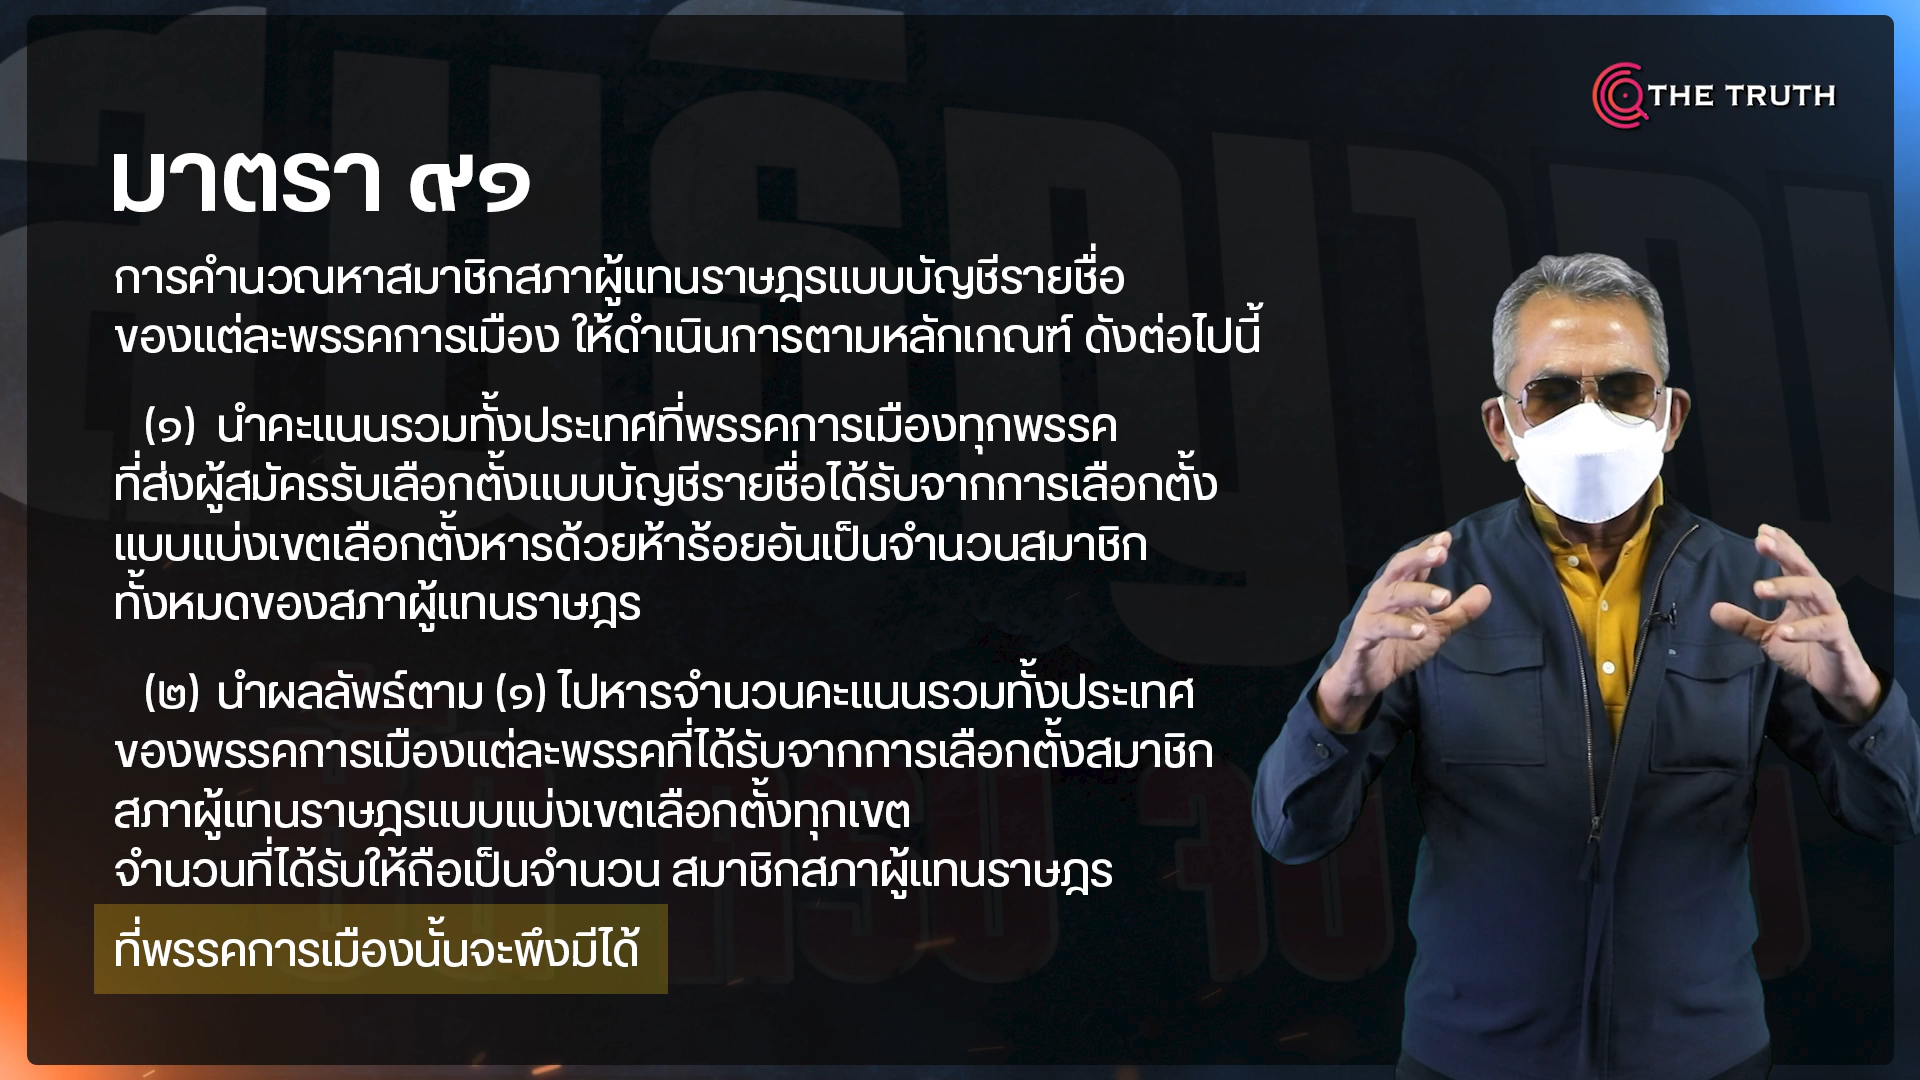 THE TRUTH
มาตรา ๙๑
การคำนวณหาสมาชิกสภาผู้แทนราษฎรแบบบัญชีรายชื่อ
ของแต่ละพรรคการเมือง ให้ดำเนินการตามหลักเกณฑ์ ดังต่อไปนี้
(๑) นำคะแนนรวมทั้งประเทศที่พรรคการเมืองทุกพรรค
ที่ส่งผู้สมัครรับเลือกตั้งแบบบัญชีรายชื่อได้รับจากการเลือกตั้ง
แบบแบ่งเขตเลือกตั้งหารด้วยห้าร้อยอันเป็นจำนวนสมาชิก
ทั้งหมดของสภาผู้แทนราษฎร
(๒) นำผลลัพธ์ตาม (๑) ไปหารจำนวนคะแนนรวมทั้งประเทศ
ของพรรคการเมืองแต่ละพรรคที่ได้รับจากการเลือกตั้งสมาชิก
สภาผู้แทนราษฎรแบบแบ่งเขตเลือกตั้งทุกเขต
จำนวนที่ได้รับให้ถือเป็นจำนวน สมาชิกสภาผู้แทนราษฎร
ที่พรรคการเมืองนั้นจะพึงมีได้